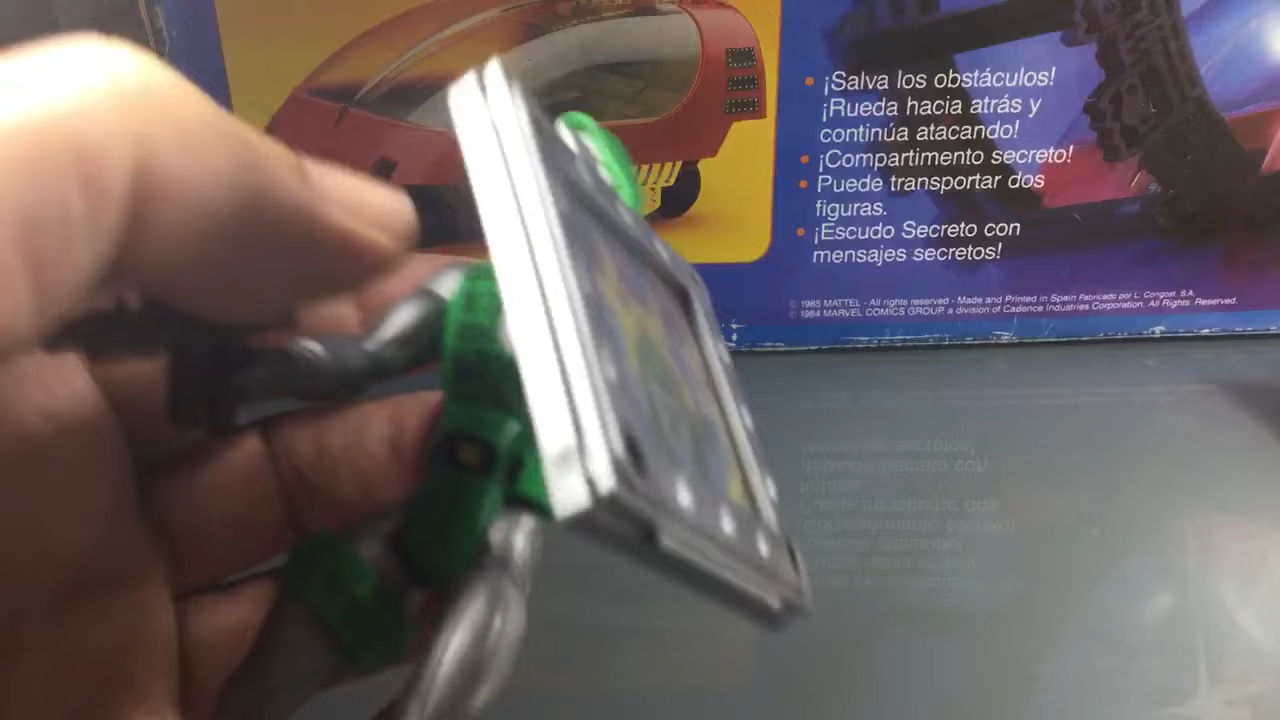 • ¡Salva los obstáculos!
¡Rueda hacia atrás y
continúa atacando!
• ¡Compartimento secreto!
• Puede transportar dos
figuras.
• ¡Escudo Secreto con
mensajes secretos!
© 1985 MATTEL - All rights reserved - Made and Printed in Spain Fabricado por L. Congost, S.A.
© 1984 MARVEL COMICS GROUP, a division of Cadence Industries Corporation. All Rights Reserved.